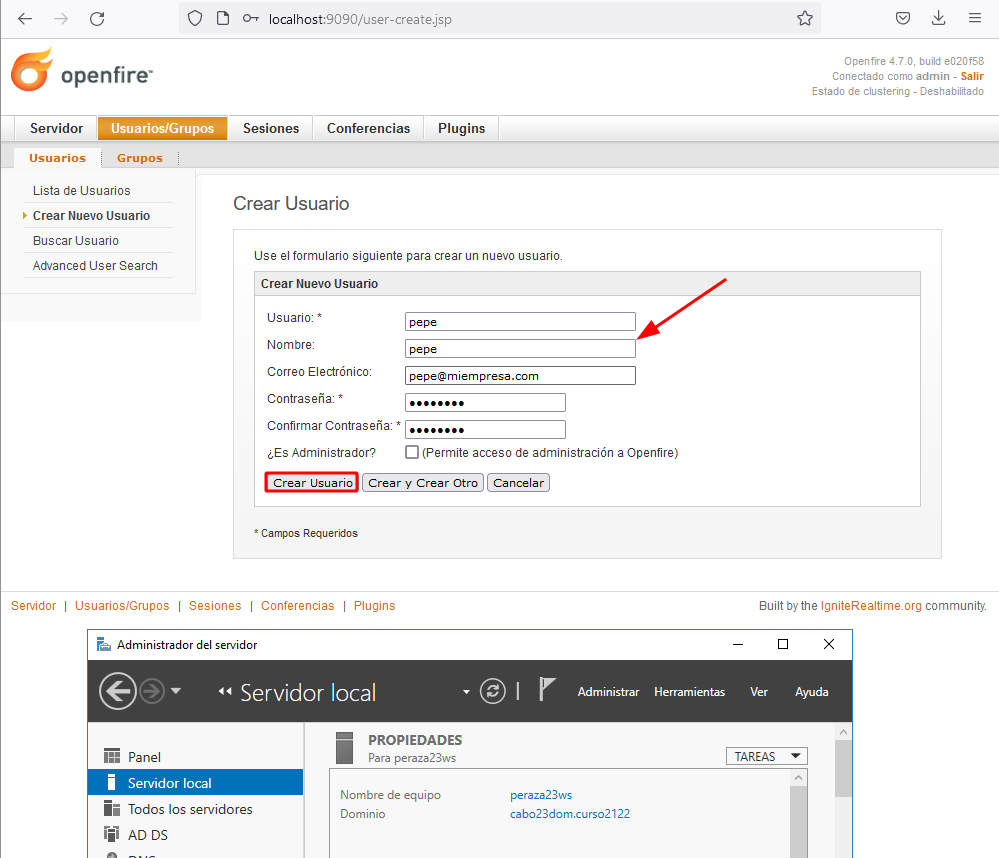 localhost:9090/user-create.jsp
openfire™
Openfire 4.7.0, build e020f58
Conectado como admin - Salir
Estado de clustering - Deshabilitado
Servidor Usuarios/Grupos Sesiones Conferencias Plugins
Usuarios Grupos
Lista de Usuarios
Crear Nuevo Usuario
Buscar Usuario
Advanced User Search
Crear Usuario
Use el formulario siguiente para crear un nuevo usuario.
Crear Nuevo Usuario
Usuario: * pepe
Nombre: pepe
Correo Electrónico: pepe@miempresa.com
Contraseña: * ••••••••
Confirmar Contraseña: * ••••••••
¿Es Administrador? (Permite acceso de administración a Openfire)
Crear Usuario Crear y Crear Otro Cancelar
* Campos Requeridos
Servidor | Usuarios/Grupos | Sesiones | Conferencias | Plugins
Built by the IgniteRealtime.org community.
Administrador del servidor
Servidor local
Administrar Herramientas Ver Ayuda
Panel
Servidor local
Todos los servidores
AD DS
DNS
PROPIEDADES
Para peraza23ws
TAREAS
Nombre de equipo peraza23ws
Dominio cabo23dom.curso2122